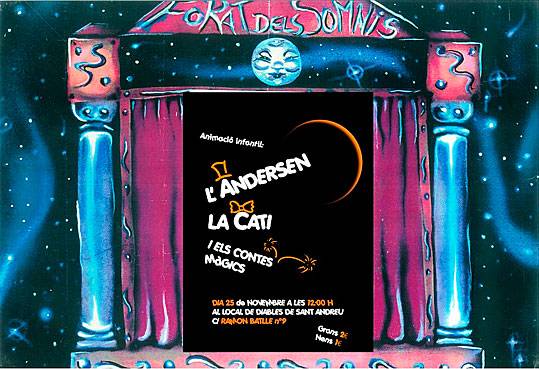 FORAT DELS SOMNIS
Animació infantil:
L' ANDERSEN
LA CATI
I ELS CONTES
MÀGICS
DIA 25 de NOVEMBRE A LES 12:00 H
AL LOCAL DE DIABLES DE SANT ANDREU
C/ RAMON BATLLE nº9
Grans 2€
Nens 1€